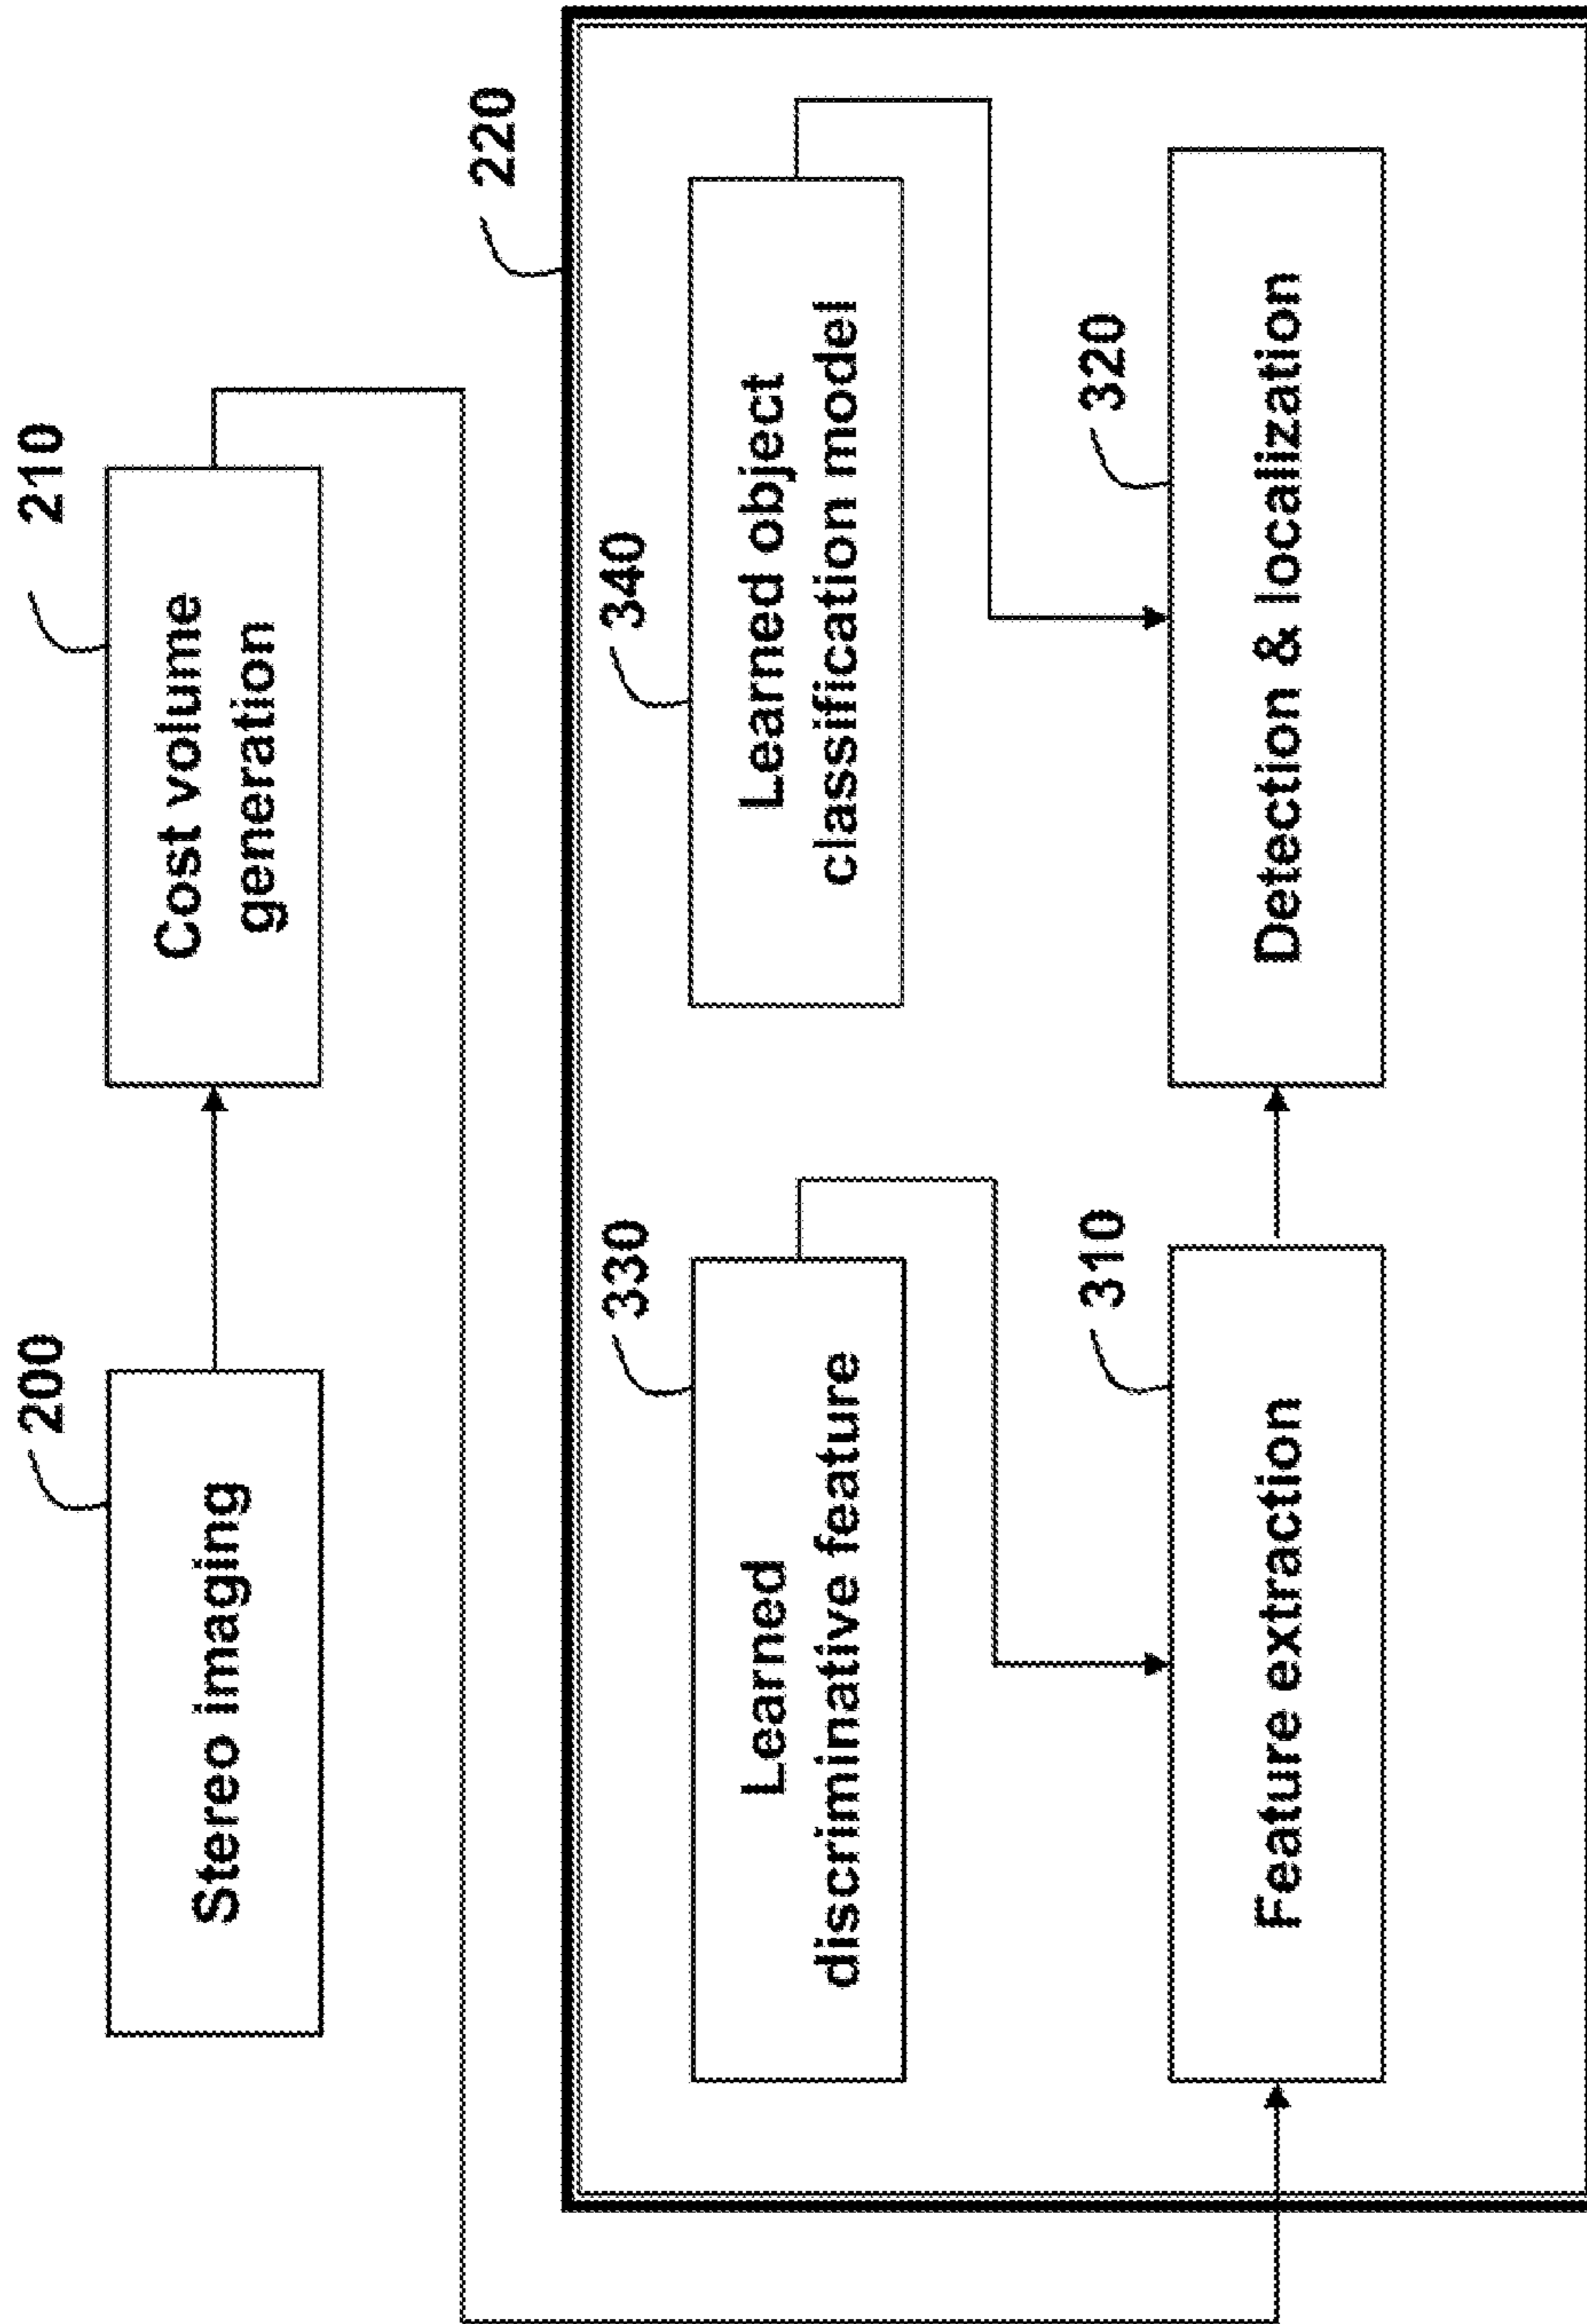 200
Stereo imaging
210
Cost volume
generation
220
330
Learned
discriminative feature
340
Learned object
classification model
310
Feature extraction
320
Detection & localization